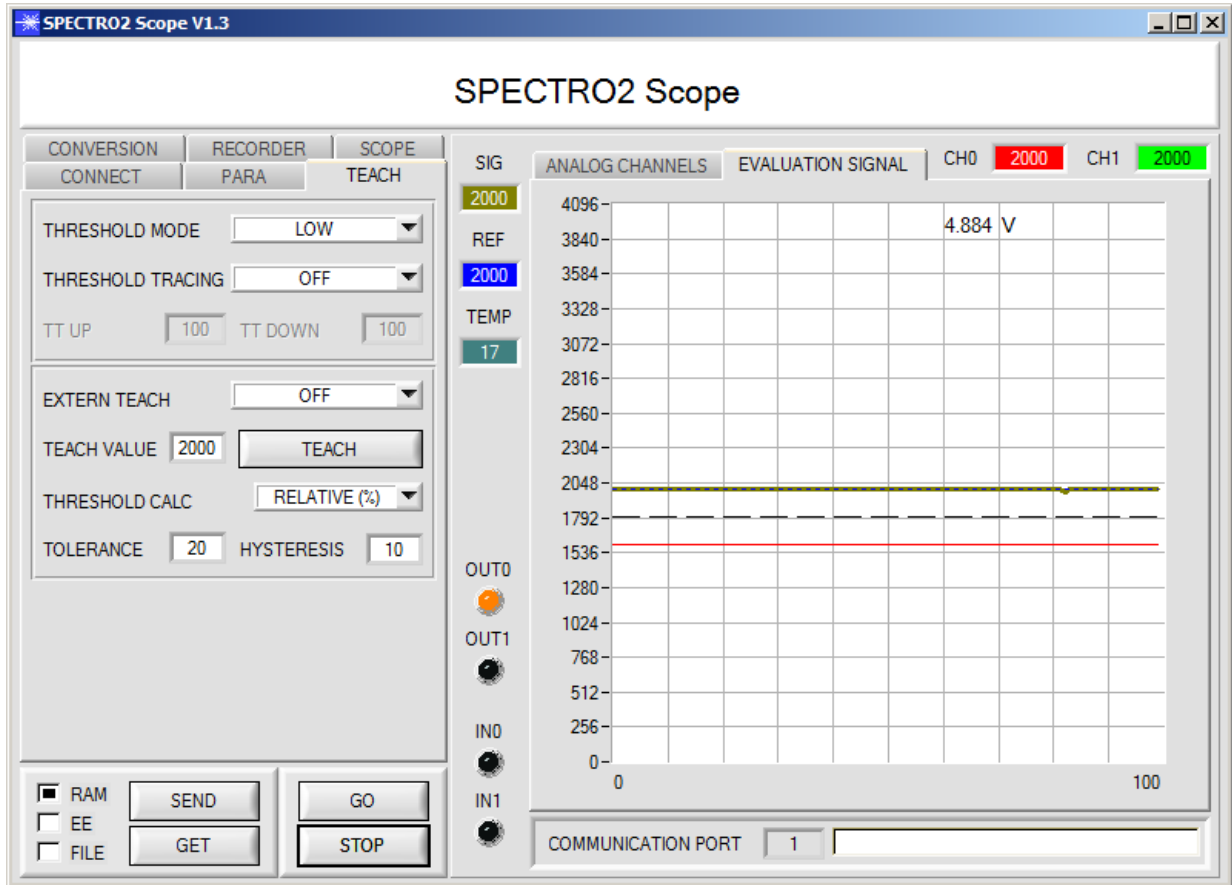 SPECTRO2 Scope V1.3
SPECTRO2 Scope
CONVERSION RECORDER SCOPE
CONNECT PARA TEACH
THRESHOLD MODE LOW
THRESHOLD TRACING OFF
TT UP 100 TT DOWN 100
EXTERN TEACH OFF
TEACH VALUE 2000 TEACH
THRESHOLD CALC RELATIVE (%)
TOLERANCE 20 HYSTERESIS 10
RAM SEND
EE
FILE GET
GO
STOP
SIG
2000
REF
2000
TEMP
17
OUT0
OUT1
IN0
IN1
ANALOG CHANNELS EVALUATION SIGNAL CH0 2000 CH1 2000
4.884 V
4096
3840
3584
3328
3072
2816
2560
2304
2048
1792
1536
1280
1024
768
512
256
0
0 100
COMMUNICATION PORT 1